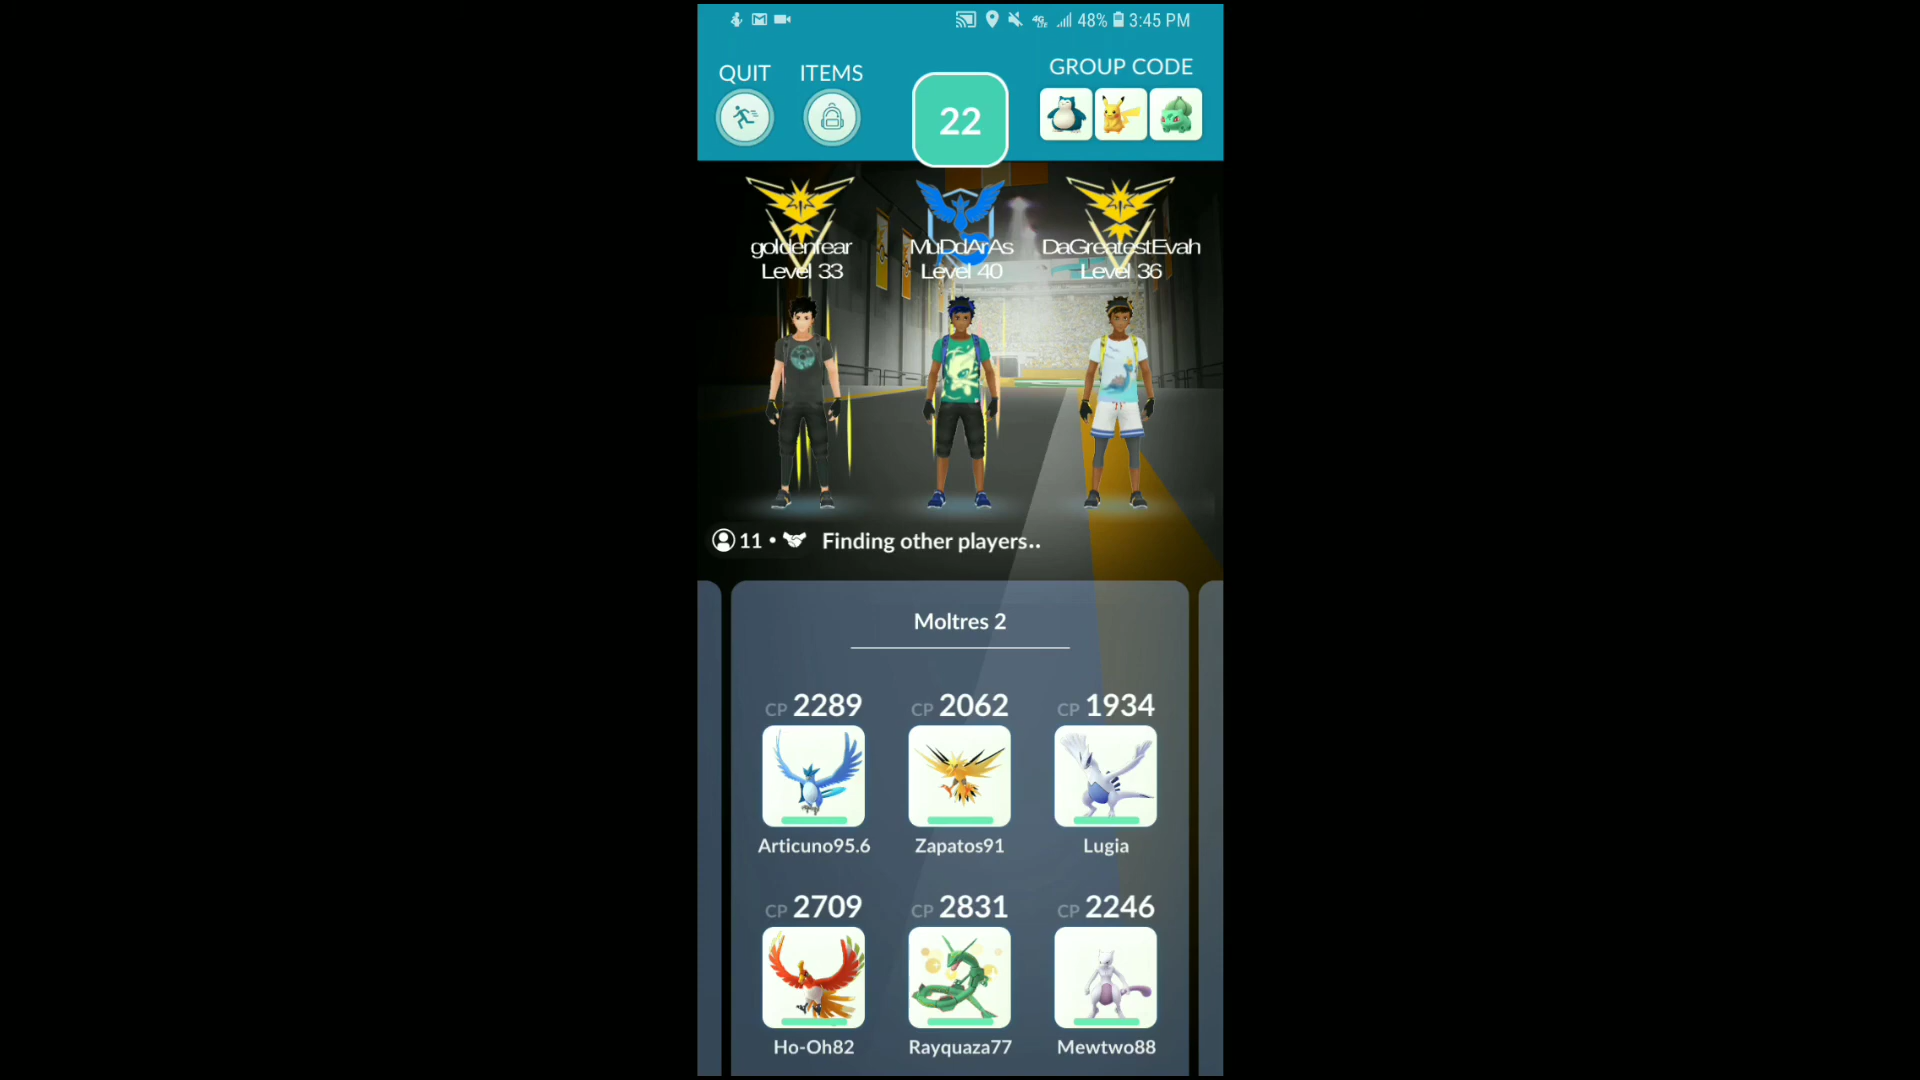 48% 3:45 PM
QUIT ITEMS GROUP CODE
22
goldenfear MuDdArAs DaGreatestEvah
Level 33 Level 40 Level 36
11 • Finding other players..
Moltres 2
CP 2289 CP 2062 CP 1934
Articuno95.6 Zapatos91 Lugia
CP 2709 CP 2831 CP 2246
Ho-Oh82 Rayquaza77 Mewtwo88